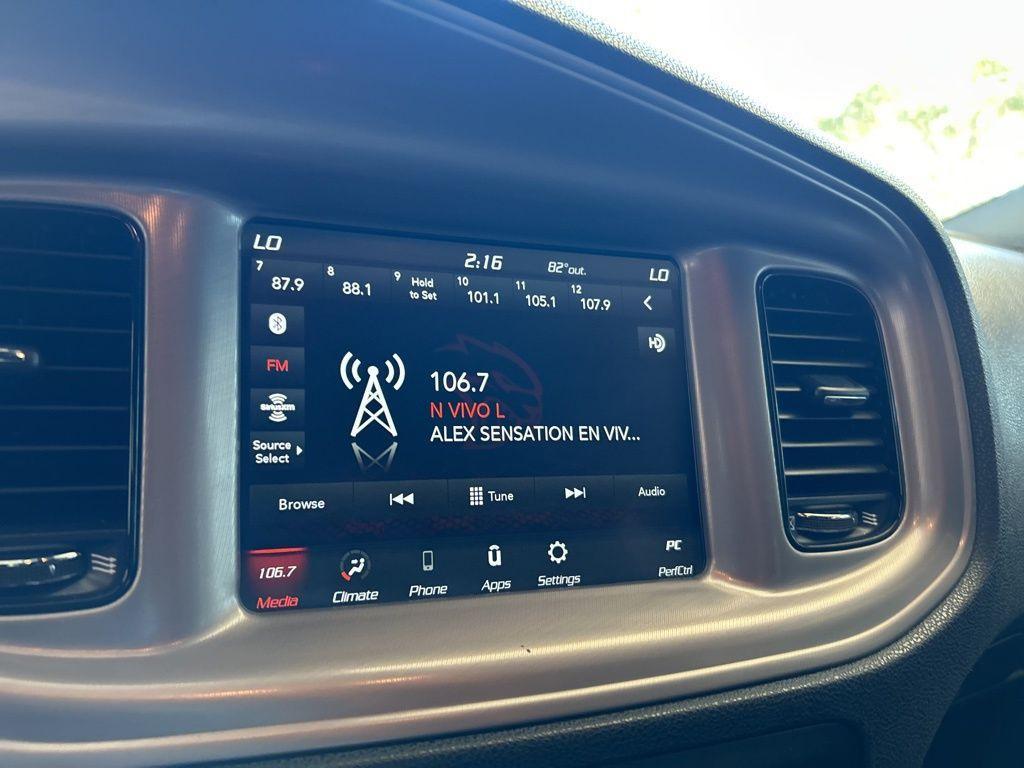 LO 2:16 82°out. LO
7 87.9 8 88.1 9 Hold to Set 10 101.1 11 105.1 12 107.9
HD
FM
SiriusXM
Source Select
106.7
N VIVO L
ALEX SENSATION EN VIV...
Browse Tune Audio
106.7 Media Climate Phone û Apps Settings PC PerfCtrl